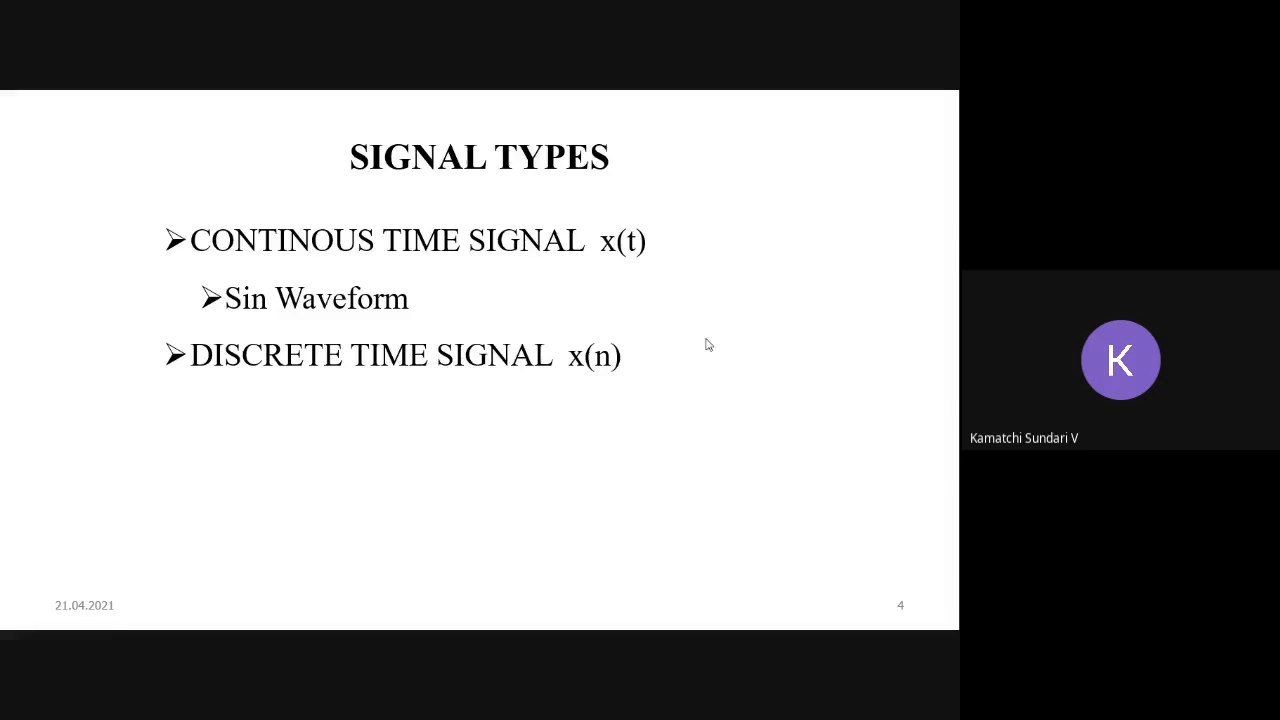 SIGNAL TYPES
➢CONTINOUS TIME SIGNAL x(t)
➢Sin Waveform
➢DISCRETE TIME SIGNAL x(n)
21.04.2021
4
K
Kamatchi Sundari V